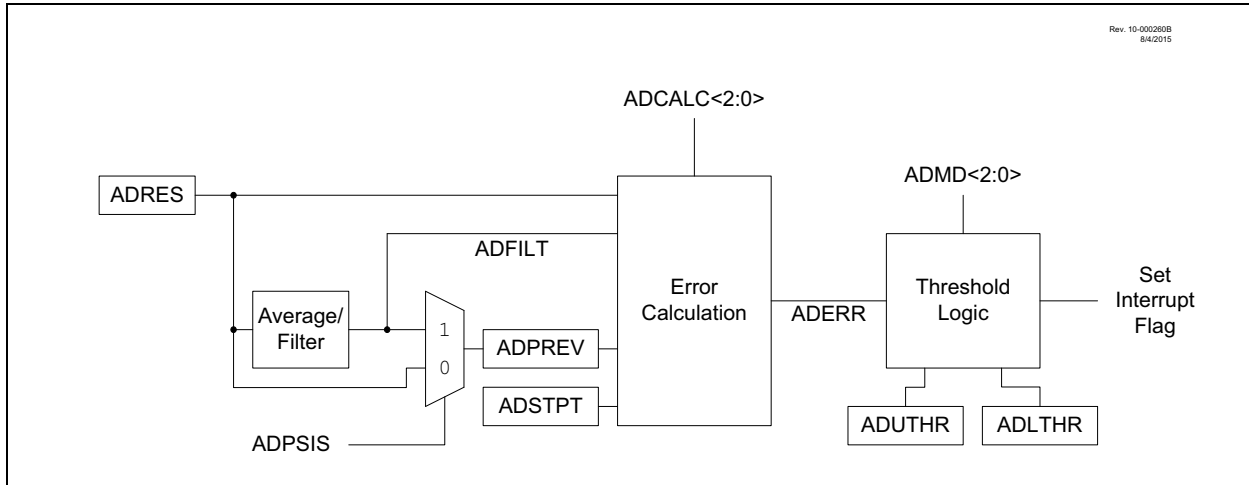 Rev. 10-000260B
8/4/2015
ADCALC<2:0>
ADMD<2:0>
ADRES
ADFILT
Average/
Filter
1
0
ADPREV
ADSTPT
ADPSIS
Error
Calculation
ADERR
Threshold
Logic
Set
Interrupt
Flag
ADUTHR
ADLTHR